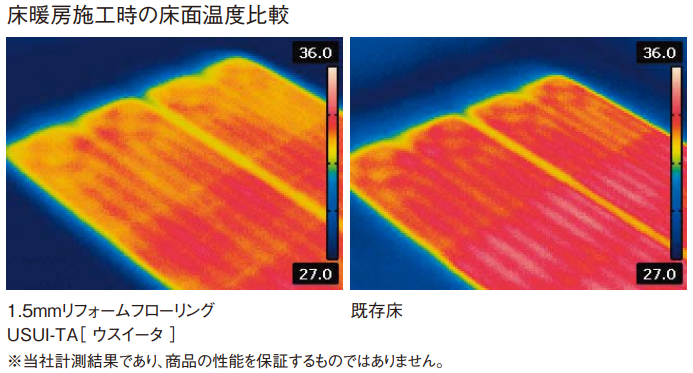 床暖房施工時の床面温度比較
36.0
36.0
27.0
27.0
1.5mmリフォームフローリング
USUI-TA［ ウスイータ ］
既存床
※当社計測結果であり、商品の性能を保証するものではありません。